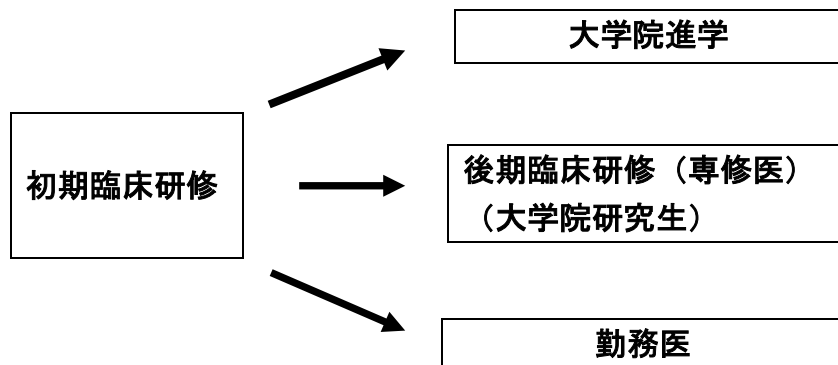 大学院進学
初期臨床研修
後期臨床研修（専修医）
（大学院研究生）
勤務医